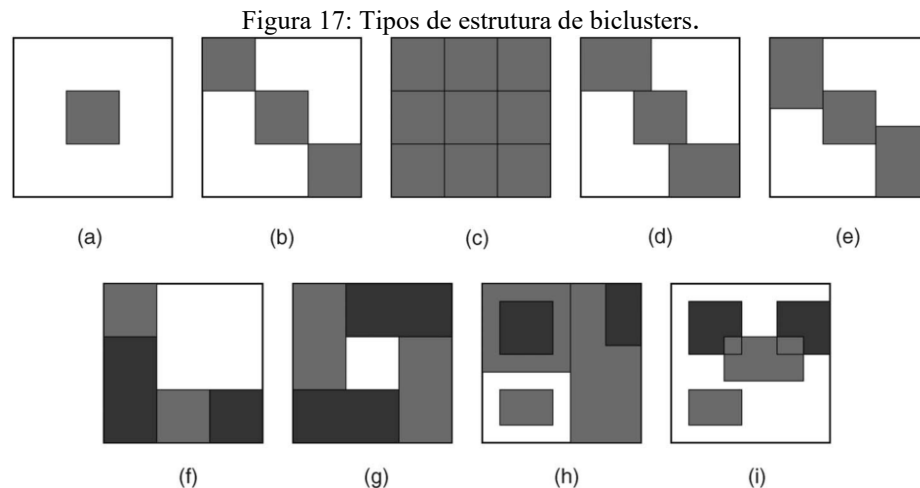 Figura 17: Tipos de estrutura de biclusters.
(a) (b) (c) (d) (e)
(f) (g) (h) (i)